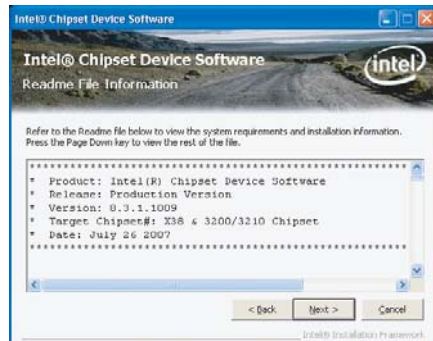 Intel® Chipset Device Software
Intel® Chipset Device Software
Readme File Information
intel
Refer to the Readme file below to view the system requirements and installation information.
Press the Page Down key to view the rest of the file.
************************************************
* Product: Intel(R) Chipset Device Software
* Release: Production Version
* Version: 8.3.1.1009
* Target Chipset#: X38 & 3200/3210 Chipset
* Date: July 26 2007
************************************************
< Back
Next >
Cancel
Intel® Installation Framework